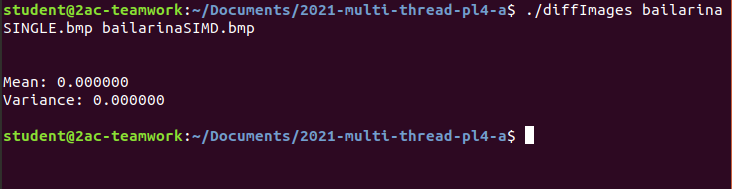 student@2ac-teamwork:~/Documents/2021-multi-thread-pl4-a$ ./diffImages bailarina
SINGLE.bmp bailarinaSIMD.bmp
Mean: 0.000000
Variance: 0.000000
student@2ac-teamwork:~/Documents/2021-multi-thread-pl4-a$